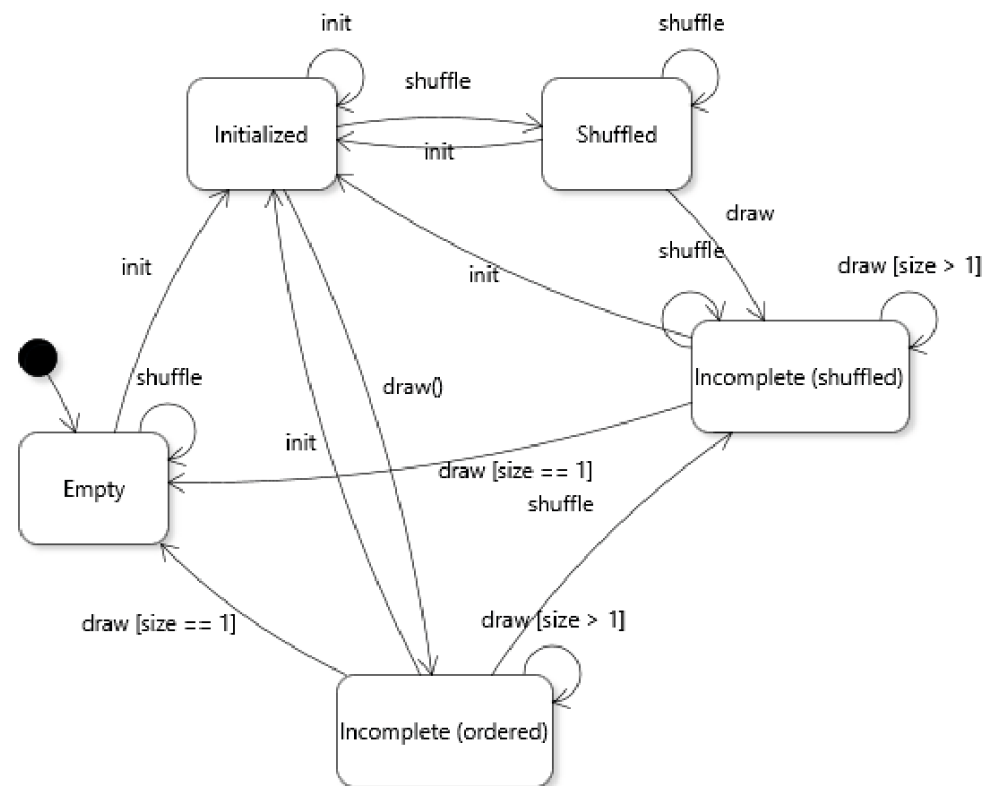 init
shuffle
shuffle
Initialized
Shuffled
init
draw
shuffle
init
draw [size > 1]
init
shuffle
draw()
Incomplete (shuffled)
init
draw [size == 1]
Empty
shuffle
draw [size == 1]
draw [size > 1]
Incomplete (ordered)